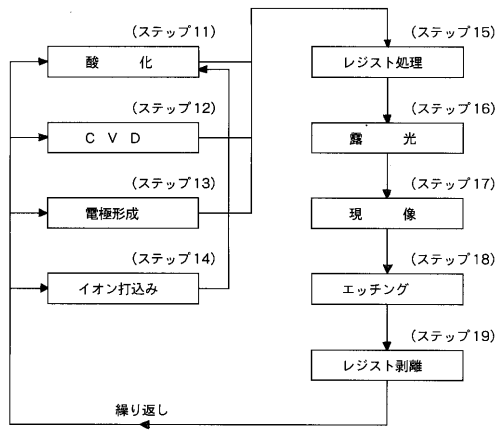 (ステップ11)
酸 化
(ステップ12)
C V D
(ステップ13)
電極形成
(ステップ14)
イオン打込み
(ステップ15)
レジスト処理
(ステップ16)
露 光
(ステップ17)
現 像
(ステップ18)
エッチング
(ステップ19)
レジスト剥離
繰り返し